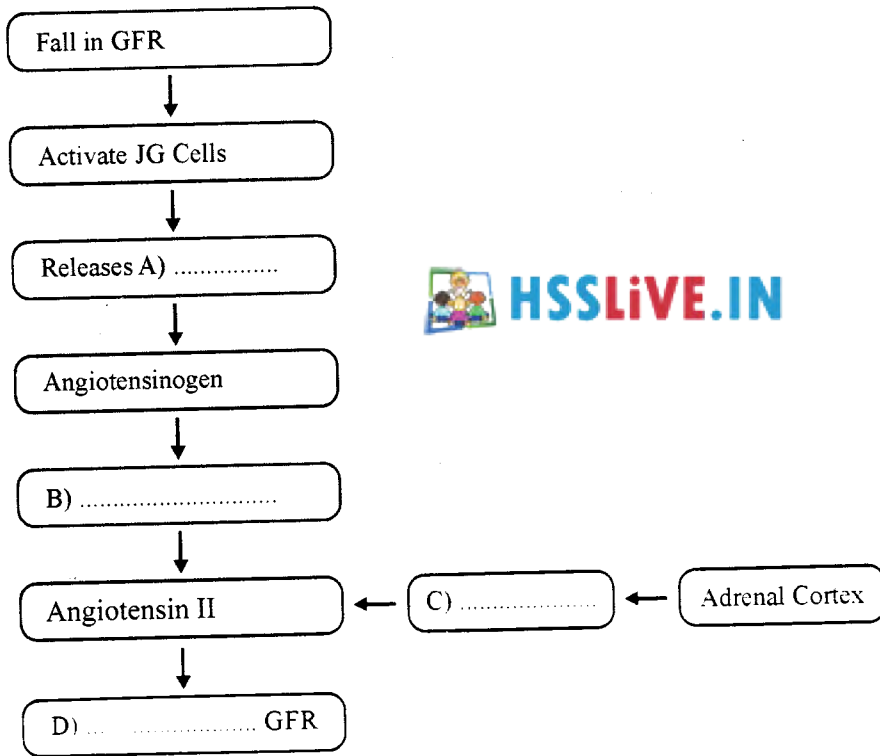 Fall in GFR
Activate JG Cells
Releases A) ................
HSSLiVE.IN
Angiotensinogen
B) ..............................
Angiotensin II
C) .....................
Adrenal Cortex
D) ... ................... GFR